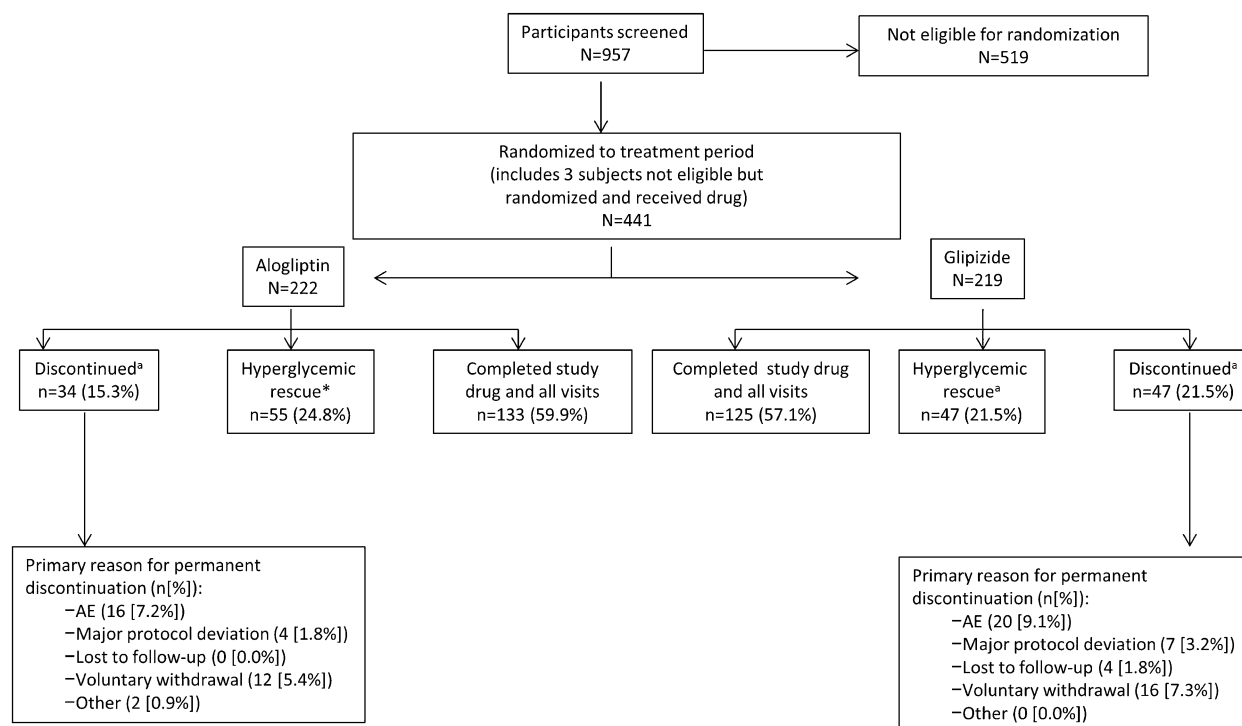 Participants screened
N=957
Not eligible for randomization
N=519
Randomized to treatment period
(includes 3 subjects not eligible but
randomized and received drug)
N=441
Alogliptin
N=222
Glipizide
N=219
Discontinuedᵃ
n=34 (15.3%)
Hyperglycemic
rescue*
n=55 (24.8%)
Completed study
drug and all visits
n=133 (59.9%)
Completed study drug
and all visits
n=125 (57.1%)
Hyperglycemic
rescueᵃ
n=47 (21.5%)
Discontinuedᵃ
n=47 (21.5%)
Primary reason for permanent
discontinuation (n[%]):
−AE (16 [7.2%])
−Major protocol deviation (4 [1.8%])
−Lost to follow-up (0 [0.0%])
−Voluntary withdrawal (12 [5.4%])
−Other (2 [0.9%])
Primary reason for permanent
discontinuation (n[%]):
−AE (20 [9.1%])
−Major protocol deviation (7 [3.2%])
−Lost to follow-up (4 [1.8%])
−Voluntary withdrawal (16 [7.3%])
−Other (0 [0.0%])